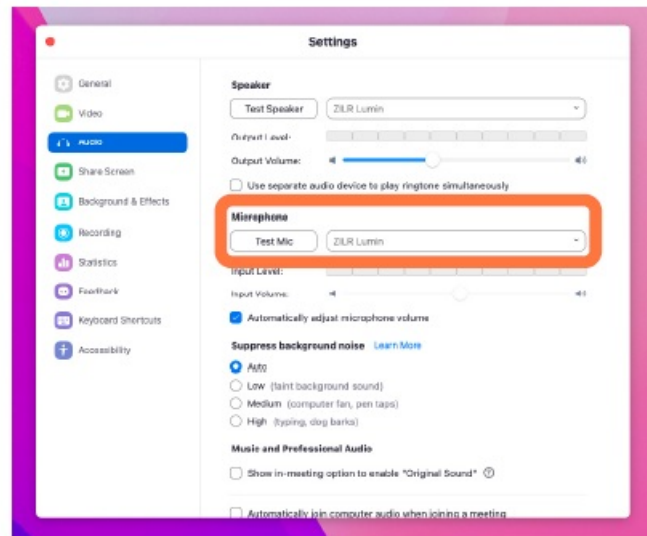 Settings
General
Video
Audio
Share Screen
Background & Effects
Recording
Statistics
Feedback
Keyboard Shortcuts
Accessibility
Speaker
Test Speaker ZILR Lumin
Output Level:
Output Volume:
Use separate audio device to play ringtone simultaneously
Microphone
Test Mic ZILR Lumin
Input Level:
Input Volume:
Automatically adjust microphone volume
Suppress background noise Learn More
Auto
Low (faint background sound)
Medium (computer fan, pen taps)
High (typing, dog barks)
Music and Professional Audio
Show in-meeting option to enable "Original Sound" ?
Automatically join computer audio when joining a meeting